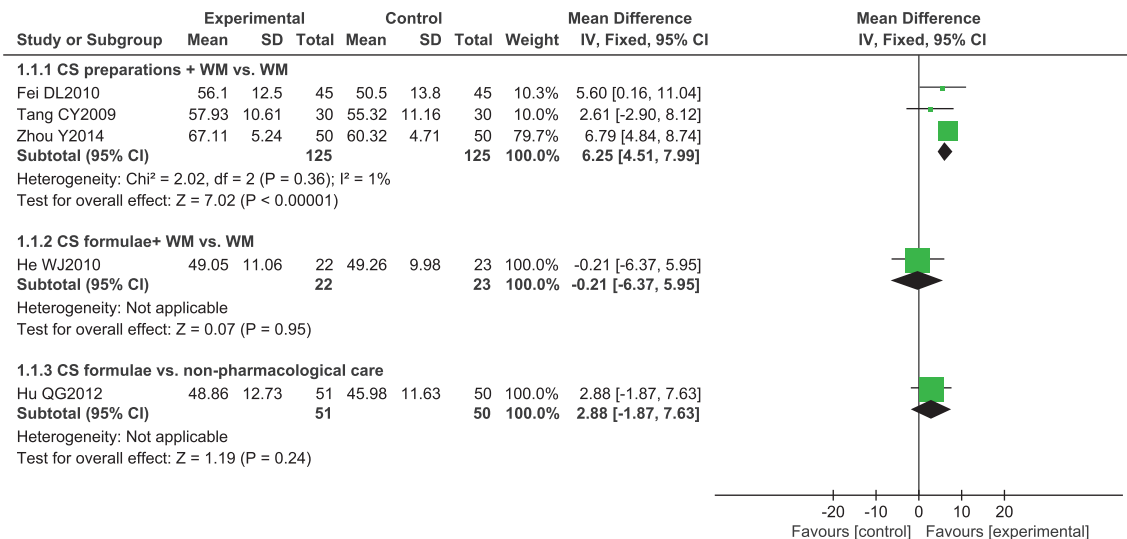 Experimental Control Mean Difference Mean Difference
Study or Subgroup Mean SD Total Mean SD Total Weight IV, Fixed, 95% CI IV, Fixed, 95% CI
1.1.1 CS preparations + WM vs. WM
Fei DL2010 56.1 12.5 45 50.5 13.8 45 10.3% 5.60 [0.16, 11.04]
Tang CY2009 57.93 10.61 30 55.32 11.16 30 10.0% 2.61 [-2.90, 8.12]
Zhou Y2014 67.11 5.24 50 60.32 4.71 50 79.7% 6.79 [4.84, 8.74]
Subtotal (95% CI) 125 125 100.0% 6.25 [4.51, 7.99]
Heterogeneity: Chi² = 2.02, df = 2 (P = 0.36); I² = 1%
Test for overall effect: Z = 7.02 (P < 0.00001)
1.1.2 CS formulae+ WM vs. WM
He WJ2010 49.05 11.06 22 49.26 9.98 23 100.0% -0.21 [-6.37, 5.95]
Subtotal (95% CI) 22 23 100.0% -0.21 [-6.37, 5.95]
Heterogeneity: Not applicable
Test for overall effect: Z = 0.07 (P = 0.95)
1.1.3 CS formulae vs. non-pharmacological care
Hu QG2012 48.86 12.73 51 45.98 11.63 50 100.0% 2.88 [-1.87, 7.63]
Subtotal (95% CI) 51 50 100.0% 2.88 [-1.87, 7.63]
Heterogeneity: Not applicable
Test for overall effect: Z = 1.19 (P = 0.24)
-20 -10 0 10 20
Favours [control] Favours [experimental]